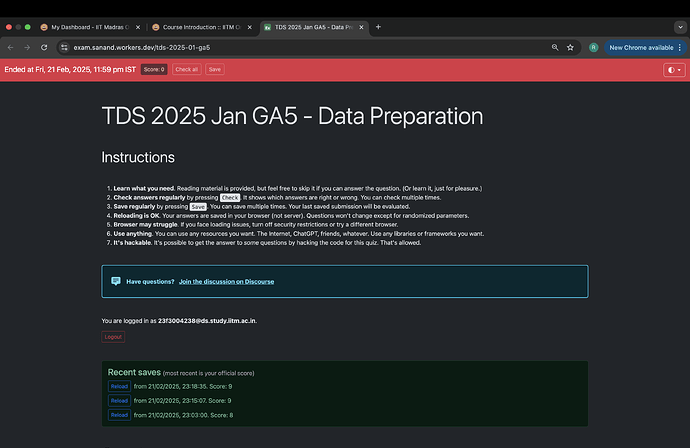 My Dashboard - IIT Madras O
Course Introduction :: IITM O
TDS 2025 Jan GA5 - Data Pre
exam.sanand.workers.dev/tds-2025-01-ga5
R
New Chrome available
Ended at Fri, 21 Feb, 2025, 11:59 pm IST
Score: 0
Check all
Save
TDS 2025 Jan GA5 - Data Preparation
Instructions
1. Learn what you need. Reading material is provided, but feel free to skip it if you can answer the question. (Or learn it, just for pleasure.)
2. Check answers regularly by pressing Check. It shows which answers are right or wrong. You can check multiple times.
3. Save regularly by pressing Save. You can save multiple times. Your last saved submission will be evaluated.
4. Reloading is OK. Your answers are saved in your browser (not server). Questions won't change except for randomized parameters.
5. Browser may struggle. If you face loading issues, turn off security restrictions or try a different browser.
6. Use anything. You can use any resources you want. The Internet, ChatGPT, friends, whatever. Use any libraries or frameworks you want.
7. It's hackable. It's possible to get the answer to some questions by hacking the code for this quiz. That's allowed.
Have questions? Join the discussion on Discourse
You are logged in as 23f3004238@ds.study.iitm.ac.in.
Logout
Recent saves (most recent is your official score)
Reload from 21/02/2025, 23:18:35. Score: 9
Reload from 21/02/2025, 23:15:07. Score: 9
Reload from 21/02/2025, 23:03:00. Score: 8